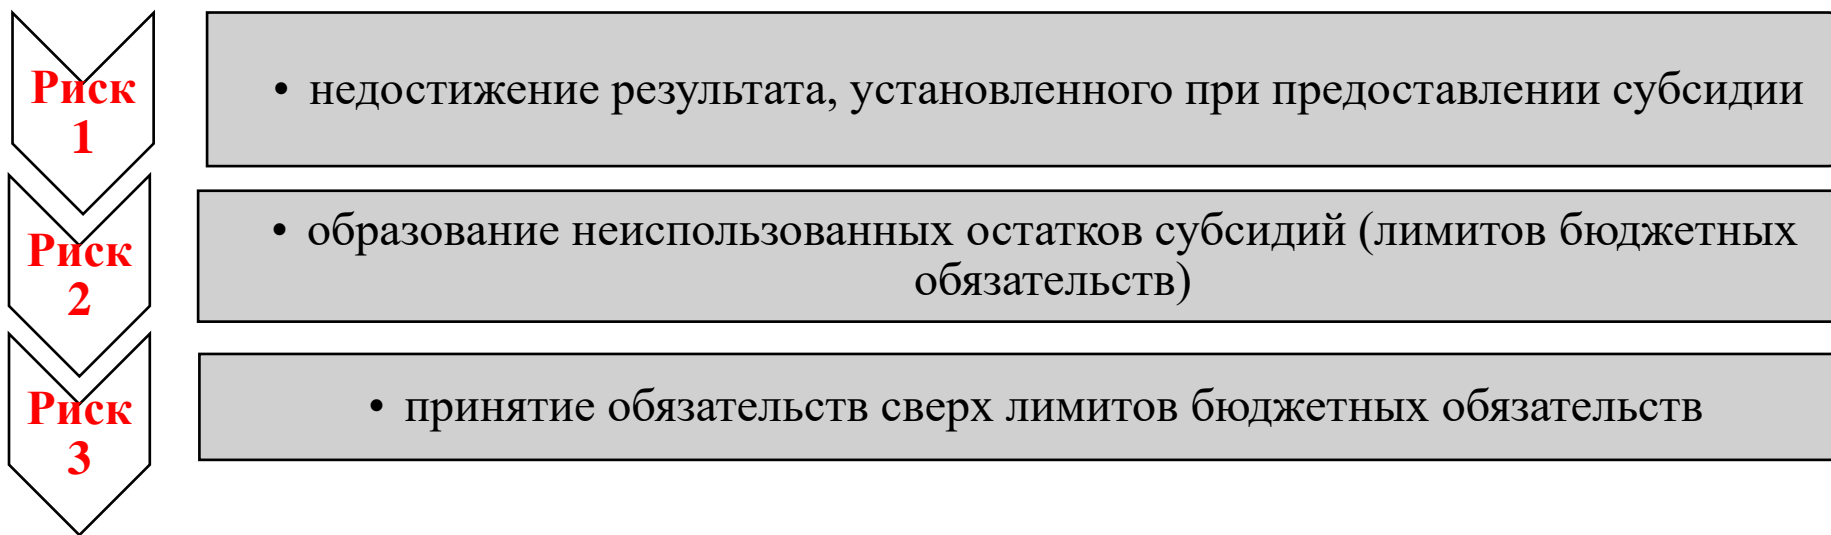 Риск
1
• недостижение результата, установленного при предоставлении субсидии
Риск
2
• образование неиспользованных остатков субсидий (лимитов бюджетных
обязательств)
Риск
3
• принятие обязательств сверх лимитов бюджетных обязательств